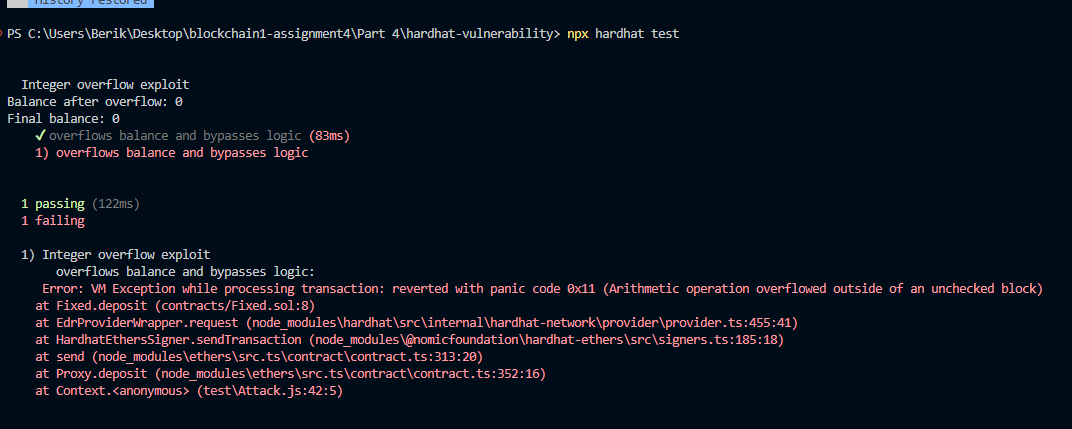 History restored
PS C:\Users\Berik\Desktop\blockchain1-assignment4\Part 4\hardhat-vulnerability> npx hardhat test
Integer overflow exploit
Balance after overflow: 0
Final balance: 0
✓ overflows balance and bypasses logic (83ms)
1) overflows balance and bypasses logic
1 passing (122ms)
1 failing
1) Integer overflow exploit
overflows balance and bypasses logic:
Error: VM Exception while processing transaction: reverted with panic code 0x11 (Arithmetic operation overflowed outside of an unchecked block)
at Fixed.deposit (contracts/Fixed.sol:8)
at EdrProviderWrapper.request (node_modules\hardhat\src\internal\hardhat-network\provider\provider.ts:455:41)
at HardhatEthersSigner.sendTransaction (node_modules\@nomicfoundation\hardhat-ethers\src\signers.ts:185:18)
at send (node_modules\ethers\src.ts\contract\contract.ts:313:20)
at Proxy.deposit (node_modules\ethers\src.ts\contract\contract.ts:352:16)
at Context.<anonymous> (test\Attack.js:42:5)